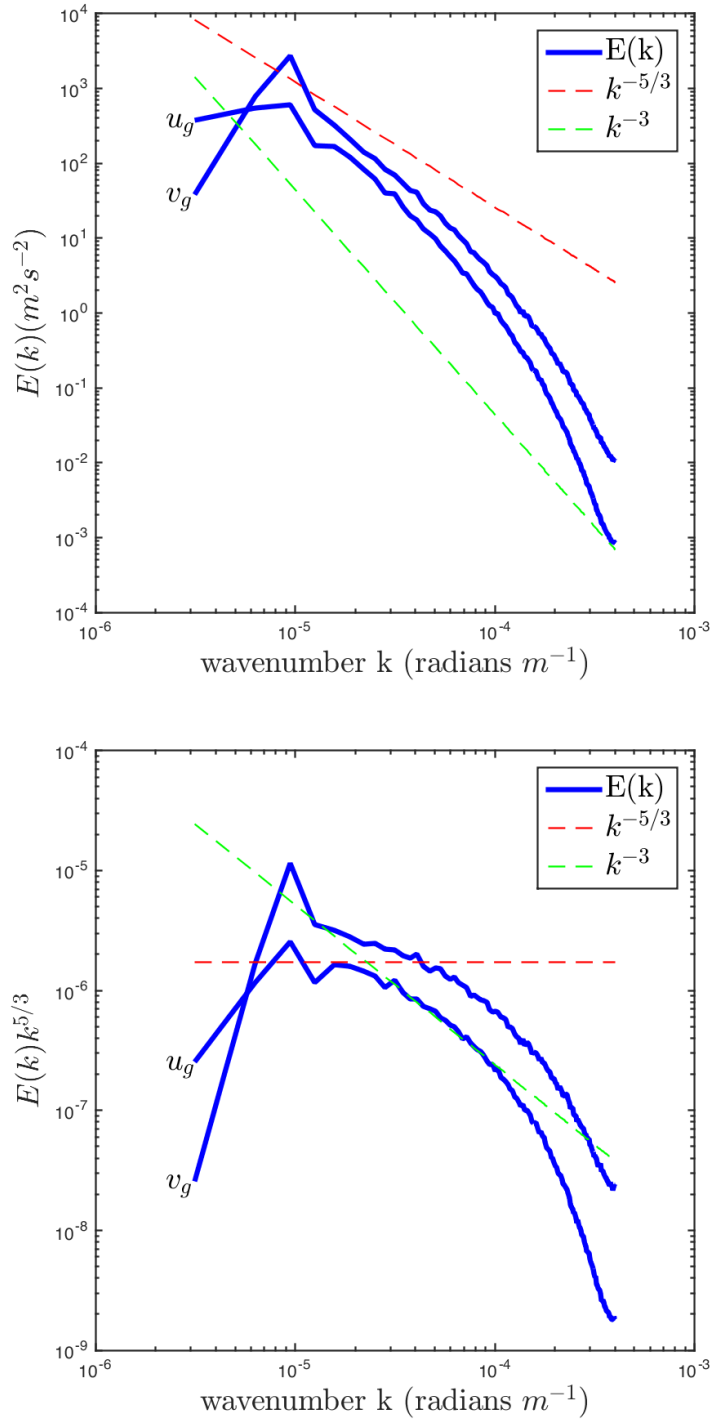 10^4
10^3
10^2
10^1
10^0
10^-1
10^-2
10^-3
10^-4
E(k)(m^2s^-2)
u_g
v_g
E(k)
k^-5/3
k^-3
10^-6 10^-5 10^-4 10^-3
wavenumber k (radians m^-1)
10^-4
10^-5
10^-6
10^-7
10^-8
10^-9
E(k)k^5/3
u_g
v_g
E(k)
k^-5/3
k^-3
10^-6 10^-5 10^-4 10^-3
wavenumber k (radians m^-1)